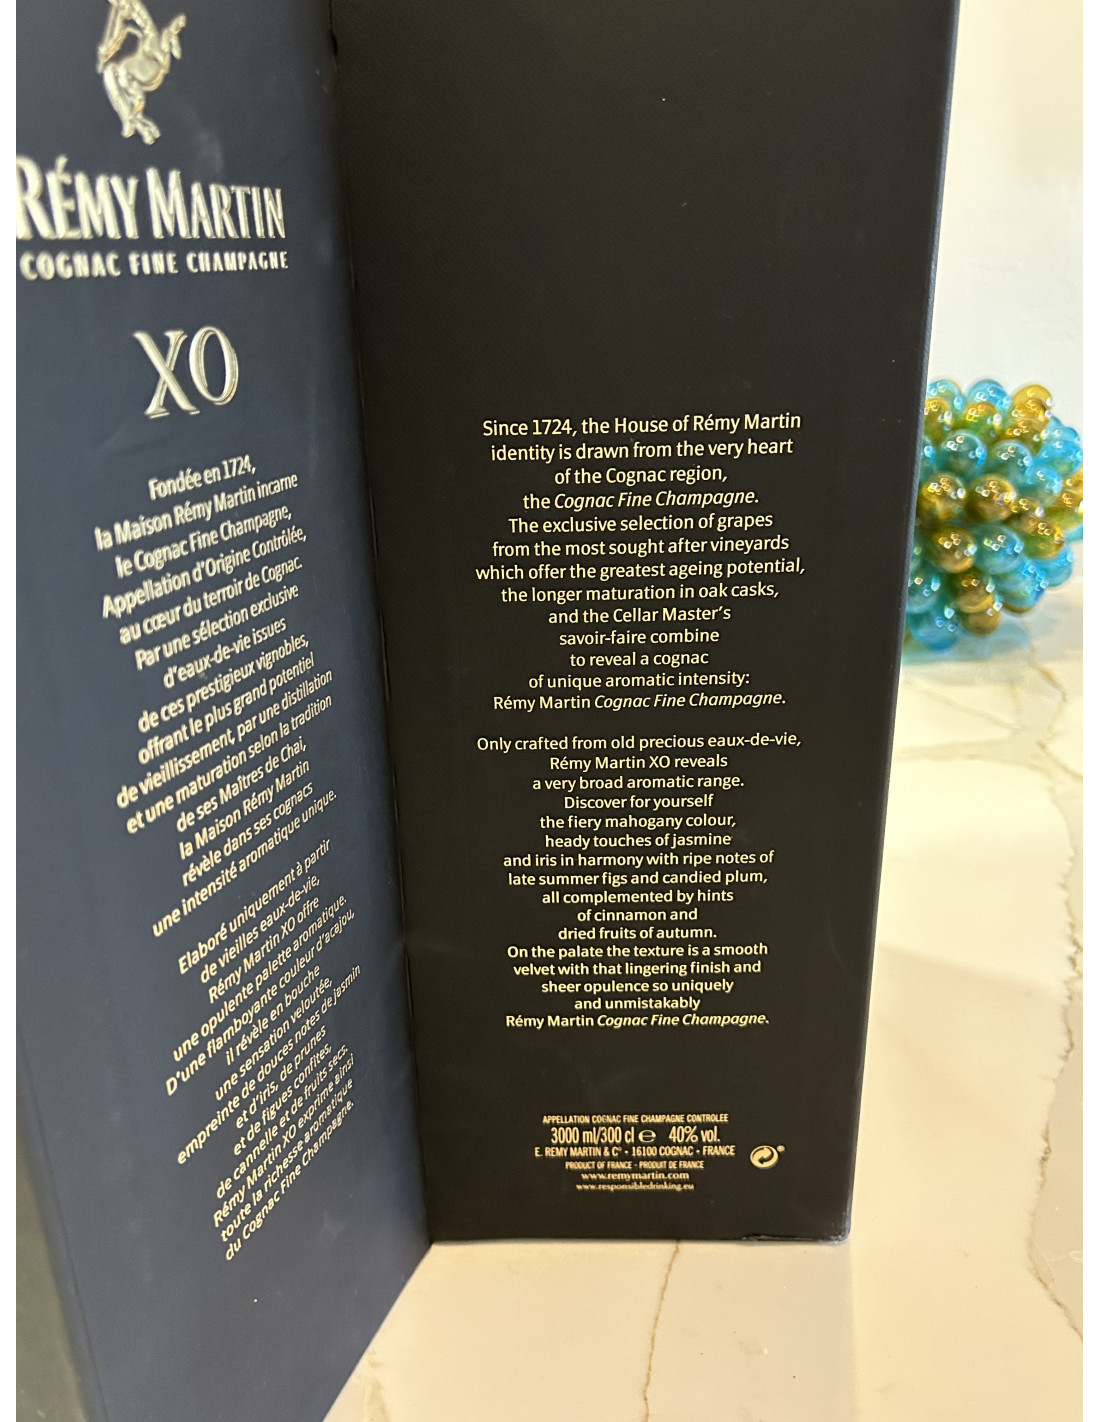 RÉMY MARTIN
COGNAC FINE CHAMPAGNE
XO
Fondée en 1724,
la Maison Rémy Martin incarne
le Cognac Fine Champagne,
Appellation d'Origine Contrôlée,
au cœur du terroir de Cognac.
Par une sélection exclusive
d'eaux-de-vie issues
de ces prestigieux vignobles,
offrant le plus grand potentiel
de vieillissement, par une distillation
et une maturation selon la tradition
de ses Maîtres de Chai,
la Maison Rémy Martin
révèle dans ses cognacs
une intensité aromatique unique.
Elaboré uniquement à partir
de vieilles eaux-de-vie,
Rémy Martin XO offre
une opulente palette aromatique.
D'une flamboyante couleur d'acajou,
il révèle en bouche
une sensation veloutée,
empreinte de douces notes de jasmin
et d'iris, de prunes
et de figues confites,
de cannelle et de fruits secs.
Rémy Martin XO exprime ainsi
toute la richesse aromatique
du Cognac Fine Champagne.
Since 1724, the House of Rémy Martin
identity is drawn from the very heart
of the Cognac region,
the Cognac Fine Champagne.
The exclusive selection of grapes
from the most sought after vineyards
which offer the greatest ageing potential,
the longer maturation in oak casks,
and the Cellar Master's
savoir-faire combine
to reveal a cognac
of unique aromatic intensity:
Rémy Martin Cognac Fine Champagne.
Only crafted from old precious eaux-de-vie,
Rémy Martin XO reveals
a very broad aromatic range.
Discover for yourself
the fiery mahogany colour,
heady touches of jasmine
and iris in harmony with ripe notes of
late summer figs and candied plum,
all complemented by hints
of cinnamon and
dried fruits of autumn.
On the palate the texture is a smooth
velvet with that lingering finish and
sheer opulence so uniquely
and unmistakably
Rémy Martin Cognac Fine Champagne.
APPELLATION COGNAC FINE CHAMPAGNE CONTROLEE
3000 ml/300 cl e 40% vol.
E. REMY MARTIN & C° - 16100 COGNAC - FRANCE
PRODUCT OF FRANCE - PRODUIT DE FRANCE
www.remymartin.com
www.responsibledrinking.eu